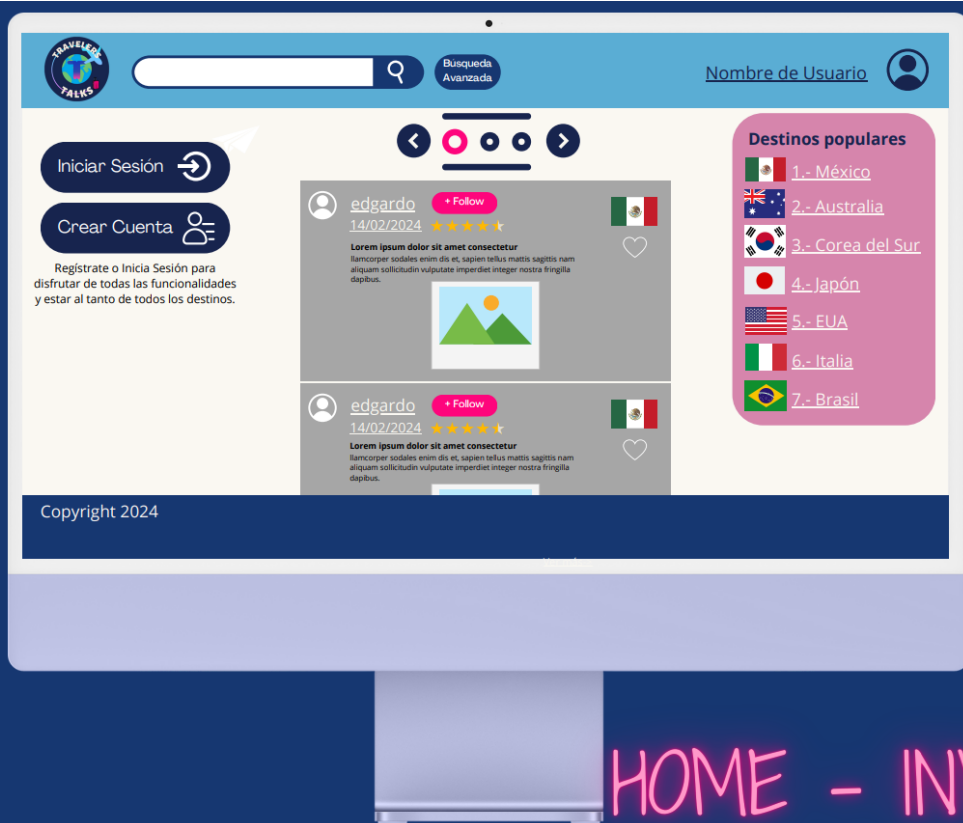 TRAVELERS
TALKS
Búsqueda
Avanzada
Nombre de Usuario
Iniciar Sesión
Crear Cuenta
Regístrate o Inicia Sesión para
disfrutar de todas las funcionalidades
y estar al tanto de todos los destinos.
edgardo
+ Follow
14/02/2024
Lorem ipsum dolor sit amet consectetur
llamcorper sodales enim dis et, sapien tellus mattis sagittis nam
aliquam sollicitudin vulputate imperdiet integer nostra fringilla
dapibus.
edgardo
+ Follow
14/02/2024
Lorem ipsum dolor sit amet consectetur
llamcorper sodales enim dis et, sapien tellus mattis sagittis nam
aliquam sollicitudin vulputate imperdiet integer nostra fringilla
dapibus.
Destinos populares
1.- México
2.- Australia
3.- Corea del Sur
4.- Japón
5.- EUA
6.- Italia
7.- Brasil
Copyright 2024
HOME -